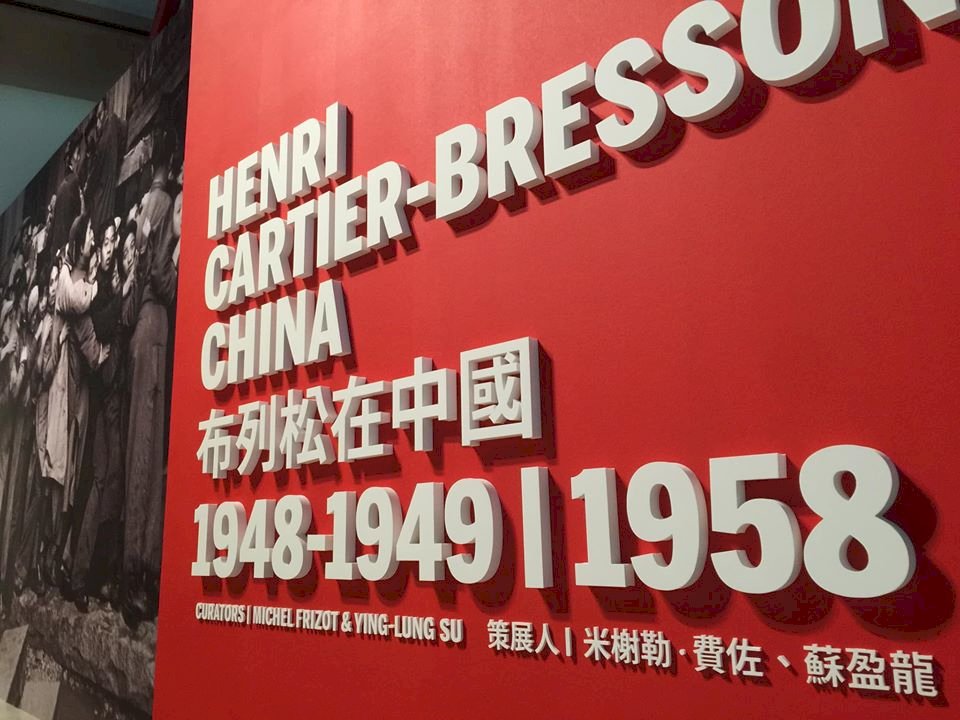 HENRI
CARTIER-BRESSON
CHINA
布列松在中國
1948-1949 | 1958
CURATORS | MICHEL FRIZOT & YING-LUNG SU 策展人 | 米榭勒·費佐、蘇盈龍